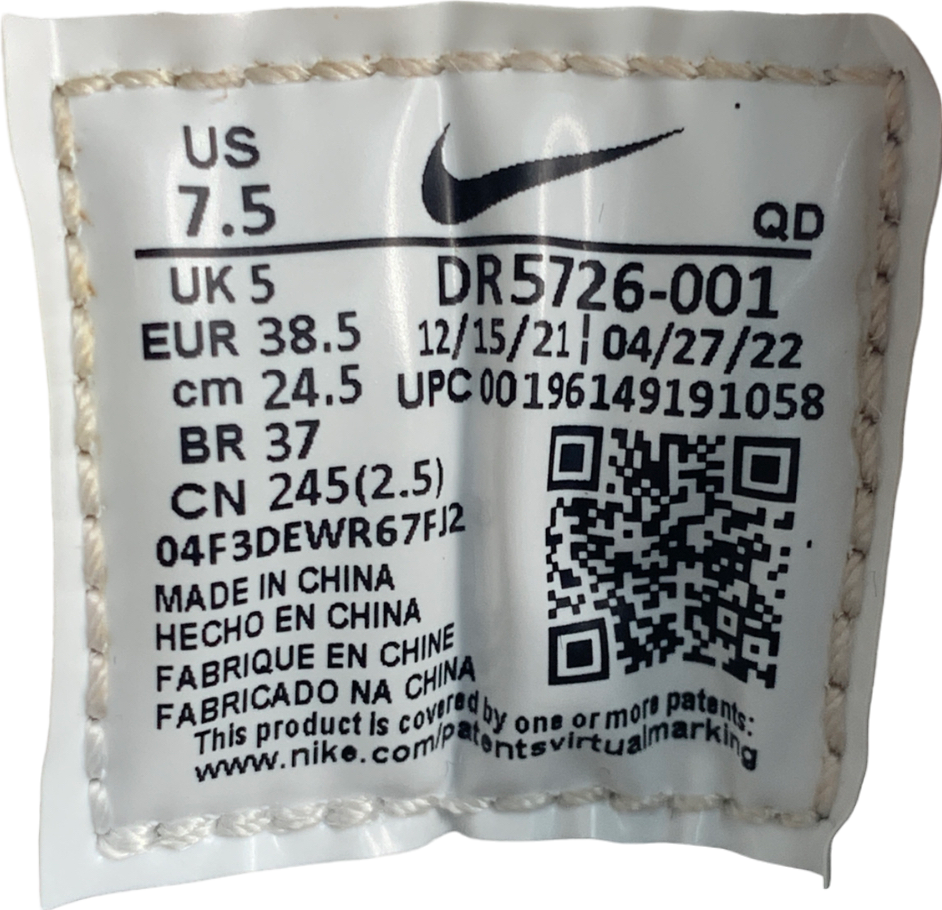 US
7.5
QD
UK 5
DR5726-001
EUR 38.5
12/15/21 | 04/27/22
cm 24.5
UPC 00196149191058
BR 37
CN 245(2.5)
04F3DEWR67FJ2
MADE IN CHINA
HECHO EN CHINA
FABRIQUE EN CHINE
FABRICADO NA CHINA
This product is covered by one or more patents:
www.nike.com/patentsvirtualmarking